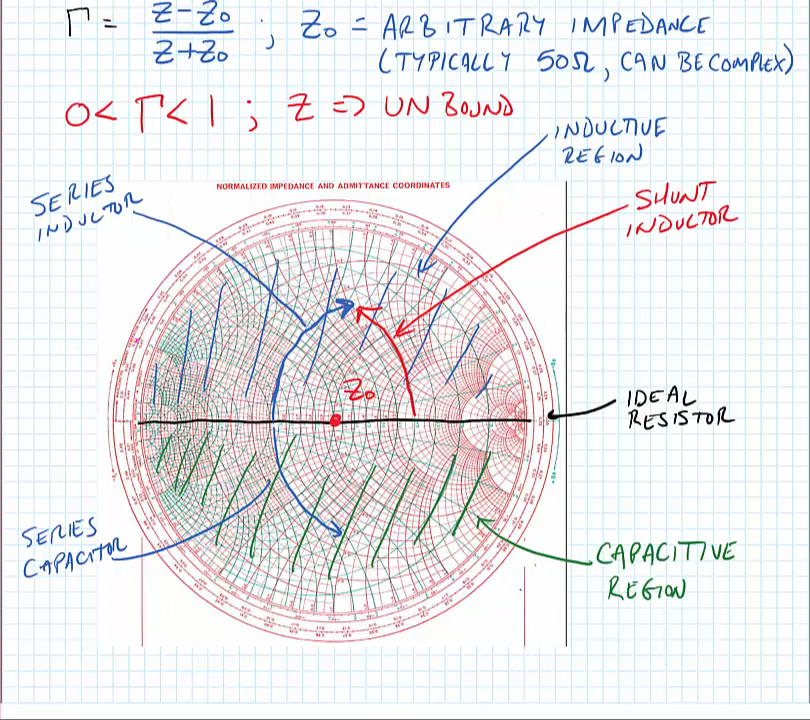 Γ = Z-Z₀ / Z+Z₀ ; Z₀ = ARBITRARY IMPEDANCE
(TYPICALLY 50Ω, CAN BE COMPLEX)
0 < Γ < 1 ; Z => UNBOUND
INDUCTIVE
REGION
SERIES
INDUCTOR
NORMALIZED IMPEDANCE AND ADMITTANCE COORDINATES
SHUNT
INDUCTOR
Z₀
IDEAL
RESISTOR
SERIES
CAPACITOR
CAPACITIVE
REGION